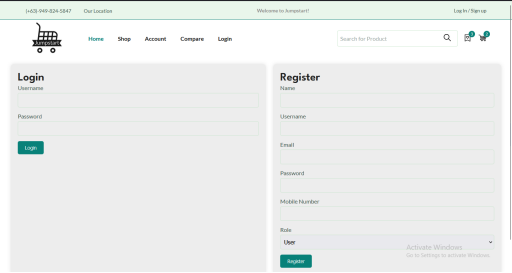 (+63)-949-824-5847 Our Location Welcome to Jumpstart! Log In / Sign up
Jumpstart
Home Shop Account Compare Login Search for Product
Login
Username
Password
Login
Register
Name
Username
Email
Password
Mobile Number
Role
User
Register
Activate Windows
Go to Settings to activate Windows.